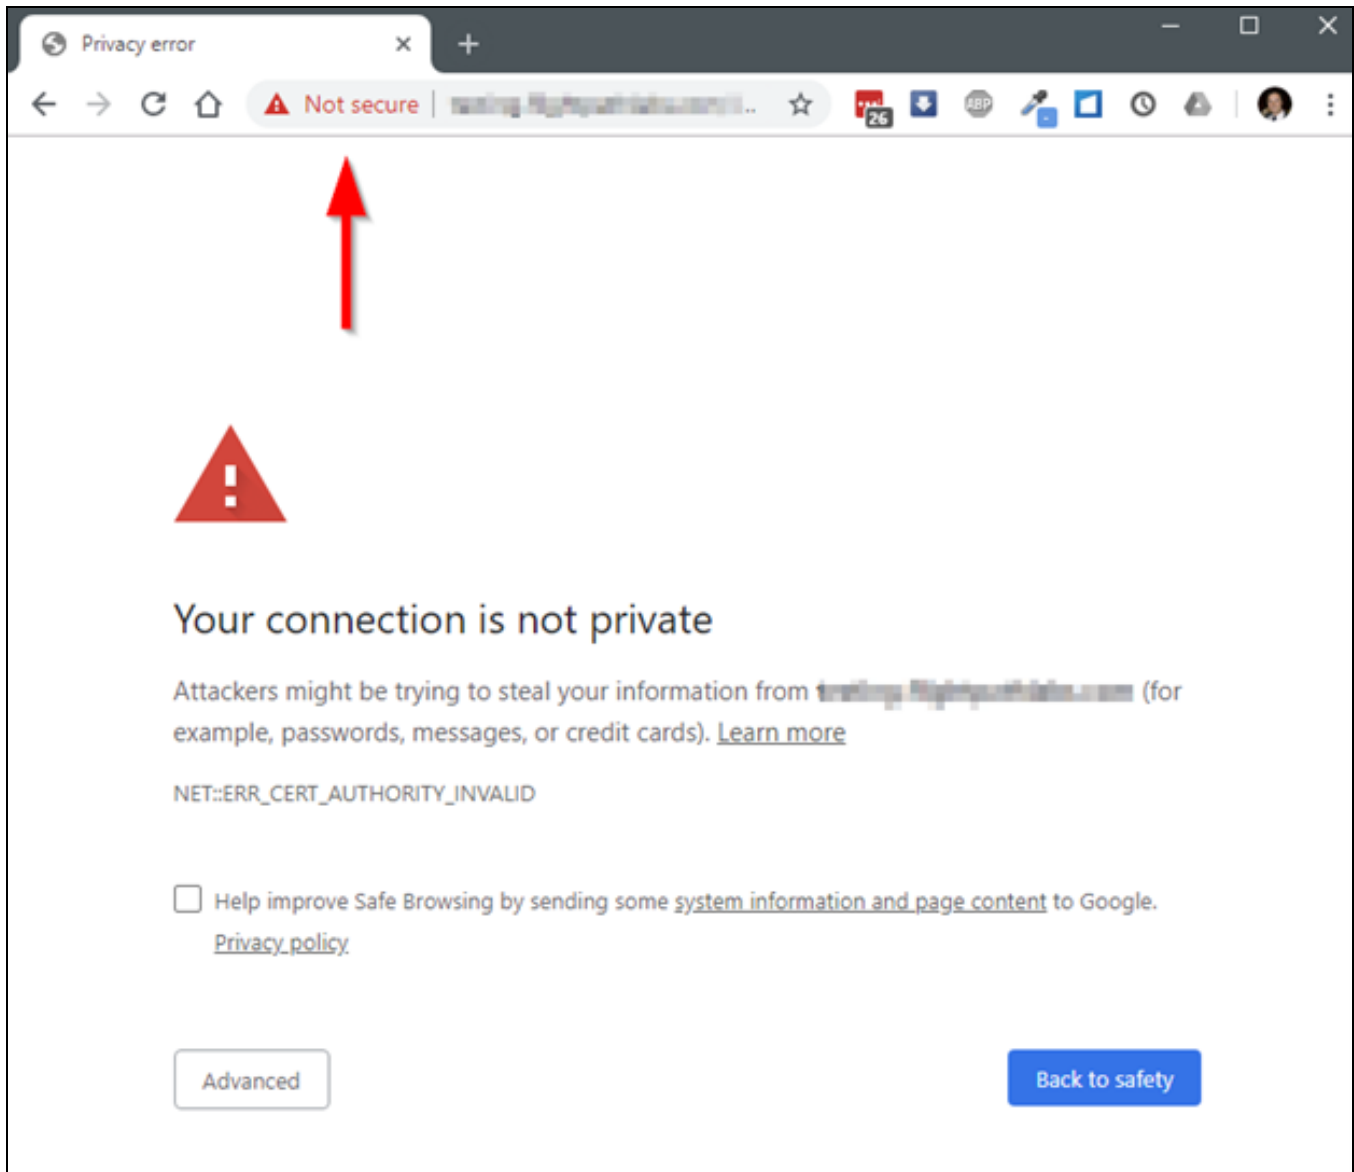 Privacy error
Not secure
26
ABP
Your connection is not private
Attackers might be trying to steal your information from (for
example, passwords, messages, or credit cards). Learn more
NET::ERR_CERT_AUTHORITY_INVALID
Help improve Safe Browsing by sending some system information and page content to Google.
Privacy policy
Advanced
Back to safety